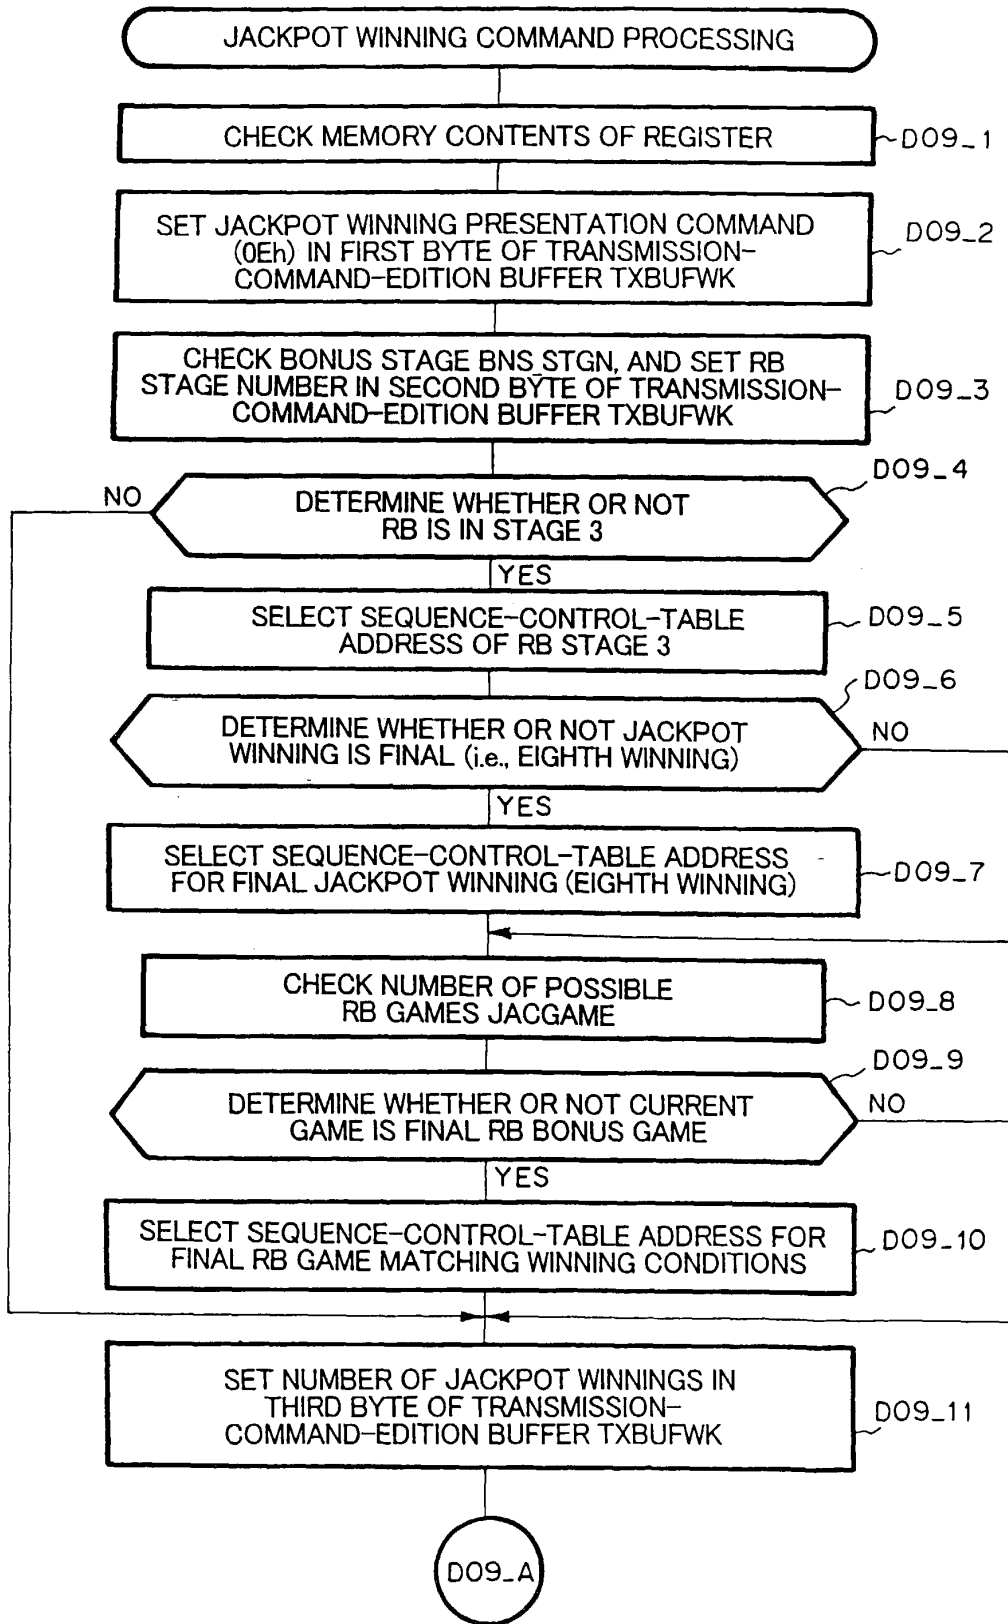 JACKPOT WINNING COMMAND PROCESSING
CHECK MEMORY CONTENTS OF REGISTER
D09_1
SET JACKPOT WINNING PRESENTATION COMMAND
(0Eh) IN FIRST BYTE OF TRANSMISSION-
COMMAND-EDITION BUFFER TXBUFWK
D09_2
CHECK BONUS STAGE BNS_STGN, AND SET RB
STAGE NUMBER IN SECOND BYTE OF TRANSMISSION-
COMMAND-EDITION BUFFER TXBUFWK
D09_3
D09_4
NO
DETERMINE WHETHER OR NOT
RB IS IN STAGE 3
YES
SELECT SEQUENCE-CONTROL-TABLE
ADDRESS OF RB STAGE 3
D09_5
D09_6
DETERMINE WHETHER OR NOT JACKPOT
WINNING IS FINAL (i.e., EIGHTH WINNING)
NO
YES
SELECT SEQUENCE-CONTROL-TABLE ADDRESS
FOR FINAL JACKPOT WINNING (EIGHTH WINNING)
D09_7
CHECK NUMBER OF POSSIBLE
RB GAMES JACGAME
D09_8
D09_9
DETERMINE WHETHER OR NOT CURRENT
GAME IS FINAL RB BONUS GAME
NO
YES
SELECT SEQUENCE-CONTROL-TABLE ADDRESS FOR
FINAL RB GAME MATCHING WINNING CONDITIONS
D09_10
SET NUMBER OF JACKPOT WINNINGS IN
THIRD BYTE OF TRANSMISSION-
COMMAND-EDITION BUFFER TXBUFWK
D09_11
D09_A